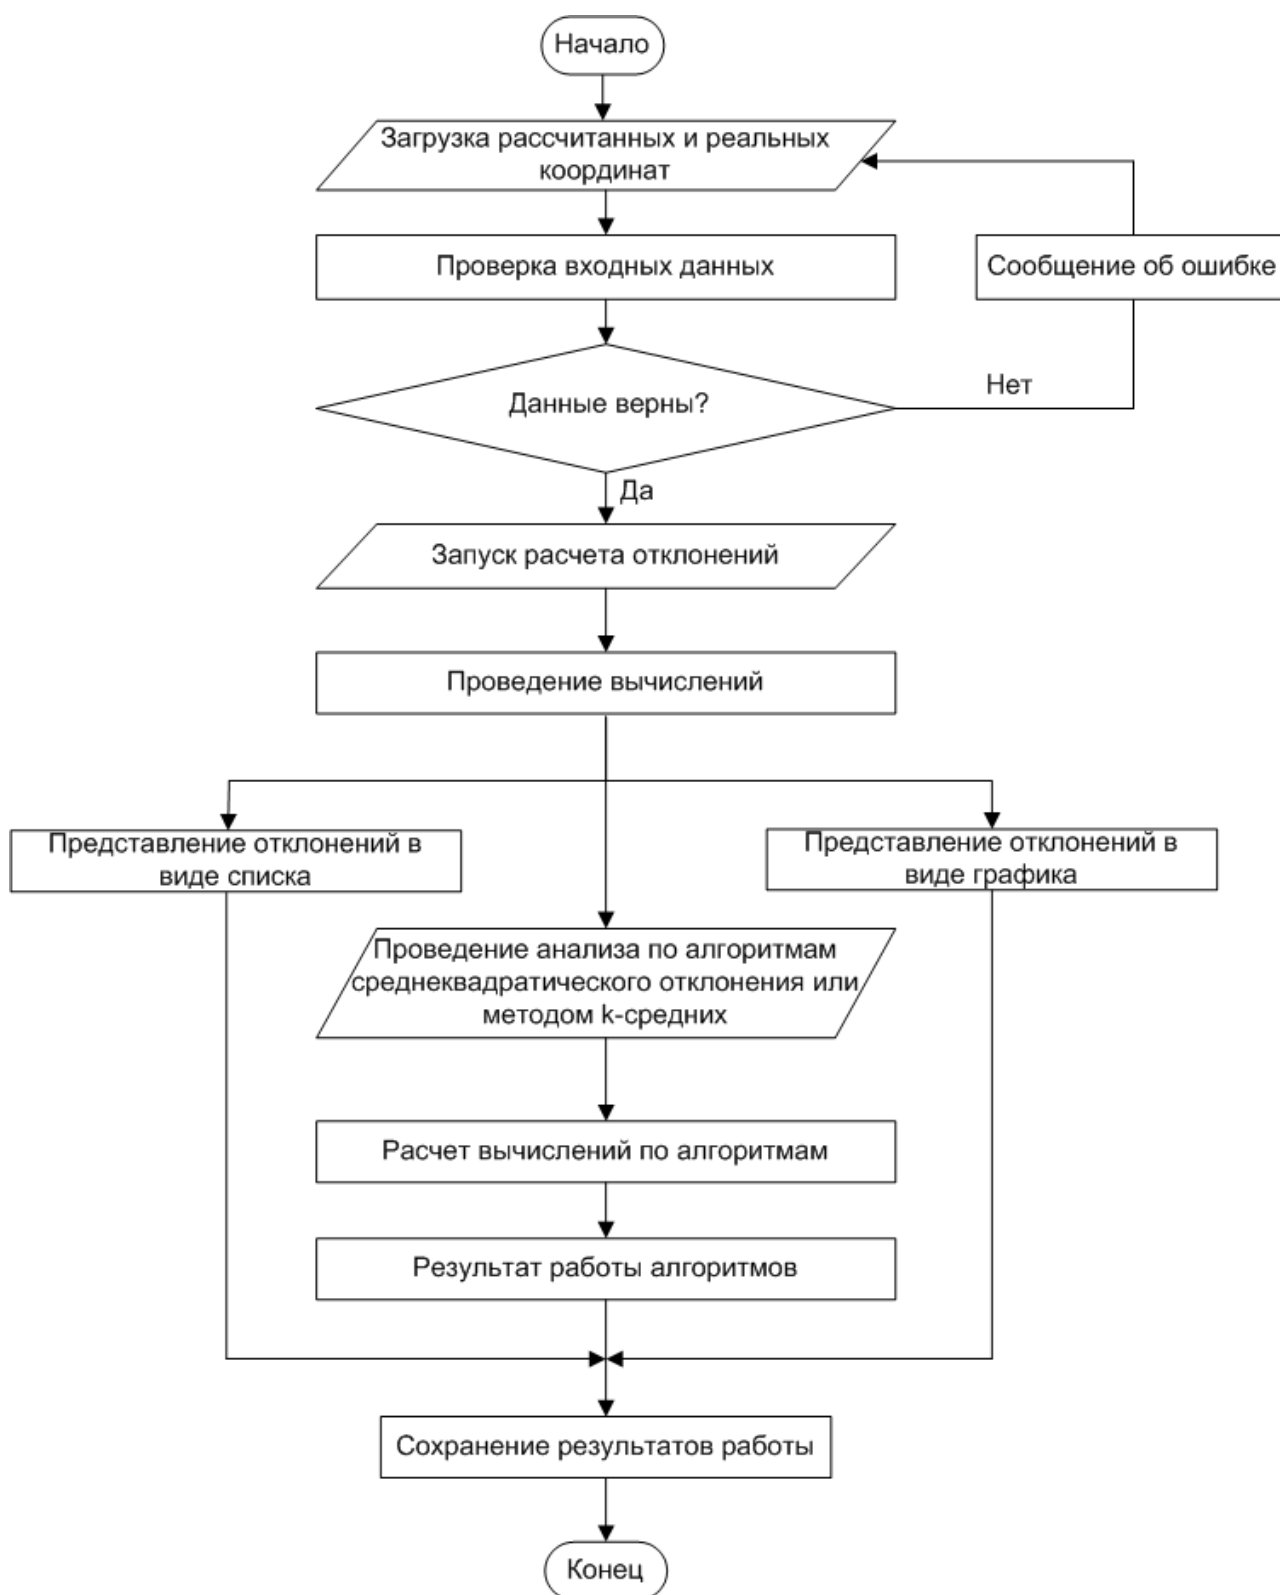 Начало
Загрузка рассчитанных и реальных
координат
Проверка входных данных
Сообщение об ошибке
Данные верны?
Нет
Да
Запуск расчета отклонений
Проведение вычислений
Представление отклонений в
виде списка
Представление отклонений в
виде графика
Проведение анализа по алгоритмам
среднеквадратического отклонения или
методом k-средних
Расчет вычислений по алгоритмам
Результат работы алгоритмов
Сохранение результатов работы
Конец